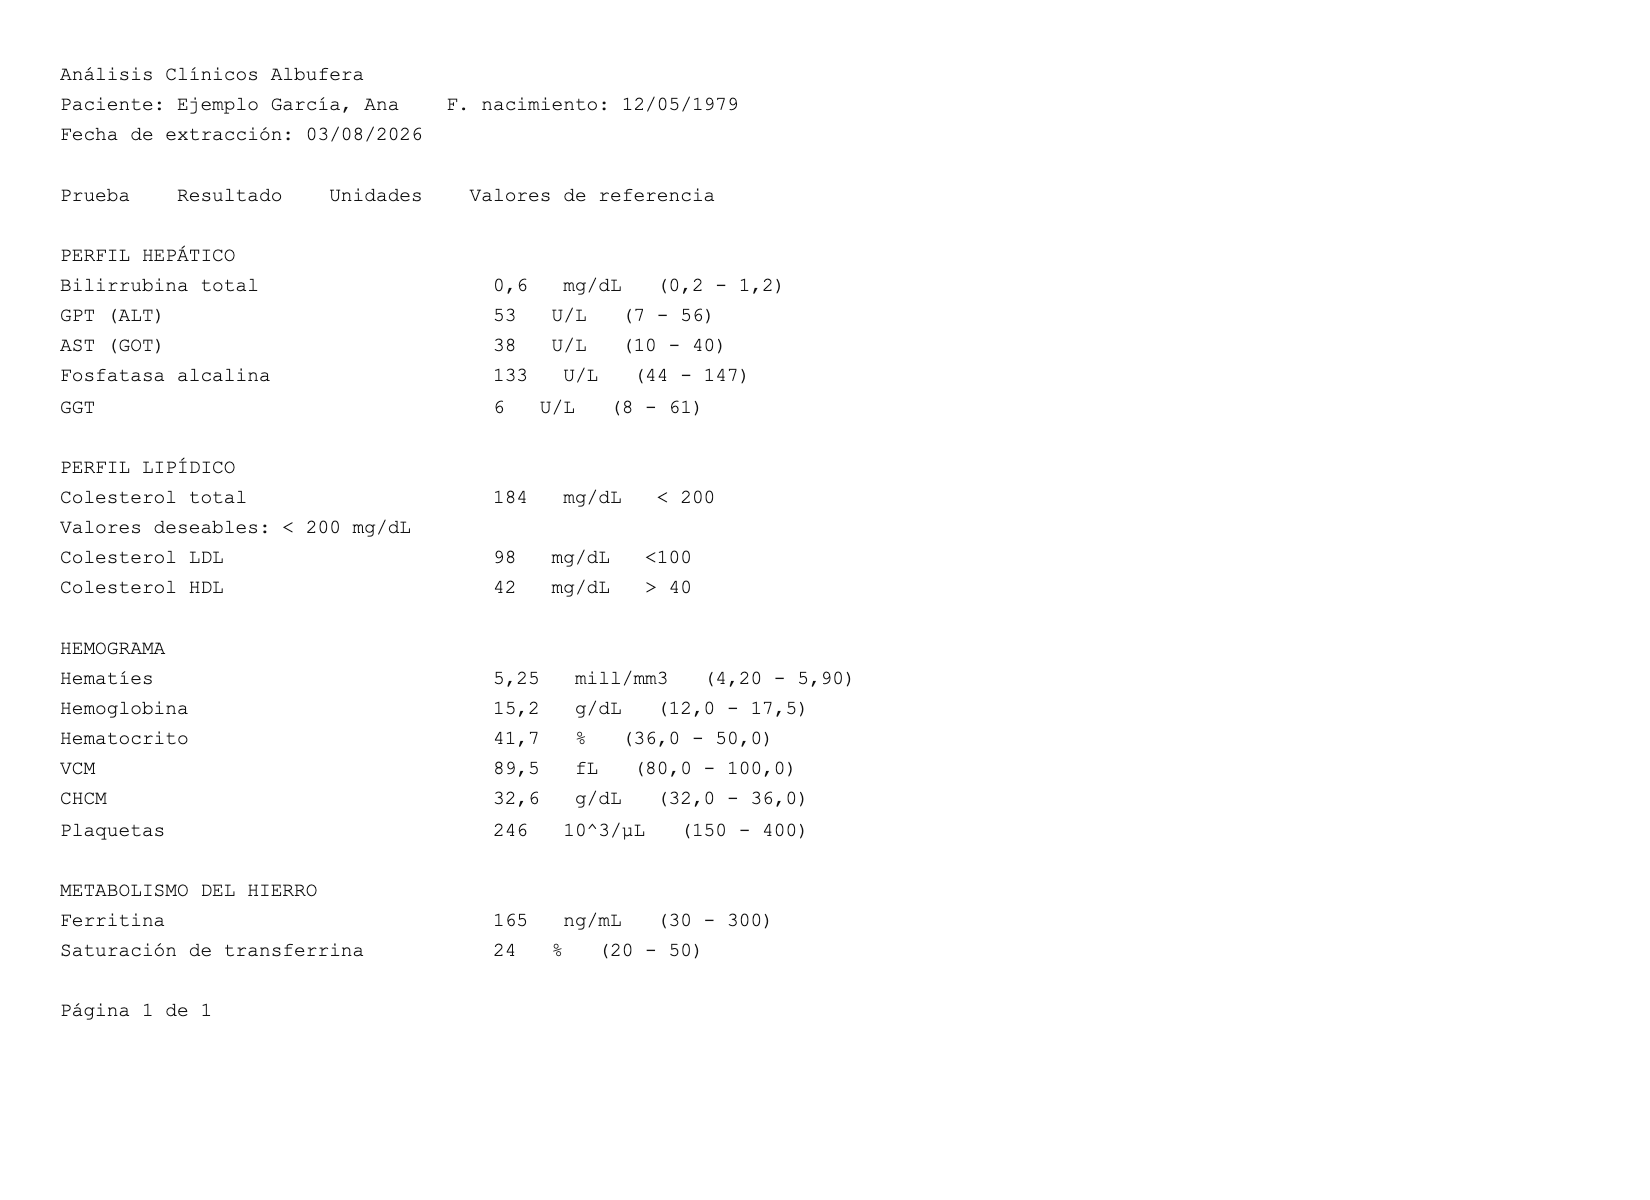 Análisis Clínicos Albufera
Paciente: Ejemplo García, Ana    F. nacimiento: 12/05/1979
Fecha de extracción: 03/08/2026
Prueba    Resultado    Unidades    Valores de referencia
PERFIL HEPÁTICO
Bilirrubina total                    0,6   mg/dL   (0,2 - 1,2)
GPT (ALT)                            53   U/L   (7 - 56)
AST (GOT)                            38   U/L   (10 - 40)
Fosfatasa alcalina                   133   U/L   (44 - 147)
GGT                                  6   U/L   (8 - 61)
PERFIL LIPÍDICO
Colesterol total                     184   mg/dL   < 200
Valores deseables: < 200 mg/dL
Colesterol LDL                       98   mg/dL   <100
Colesterol HDL                       42   mg/dL   > 40
HEMOGRAMA
Hematíes                             5,25   mill/mm3   (4,20 - 5,90)
Hemoglobina                          15,2   g/dL   (12,0 - 17,5)
Hematocrito                          41,7   %   (36,0 - 50,0)
VCM                                  89,5   fL   (80,0 - 100,0)
CHCM                                 32,6   g/dL   (32,0 - 36,0)
Plaquetas                            246   10^3/µL   (150 - 400)
METABOLISMO DEL HIERRO
Ferritina                            165   ng/mL   (30 - 300)
Saturación de transferrina           24   %   (20 - 50)
Página 1 de 1